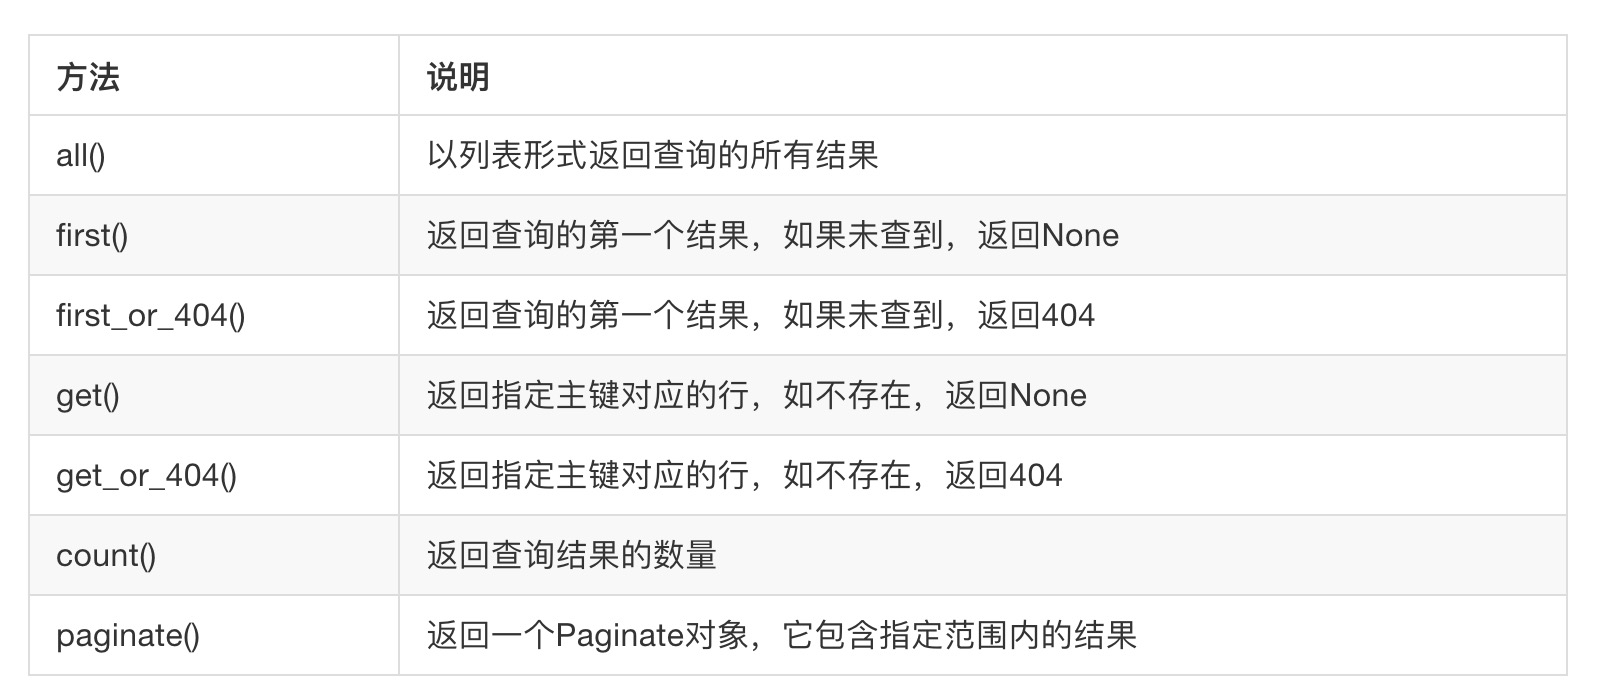 方法 说明
all() 以列表形式返回查询的所有结果
first() 返回查询的第一个结果，如果未查到，返回None
first_or_404() 返回查询的第一个结果，如果未查到，返回404
get() 返回指定主键对应的行，如不存在，返回None
get_or_404() 返回指定主键对应的行，如不存在，返回404
count() 返回查询结果的数量
paginate() 返回一个Paginate对象，它包含指定范围内的结果